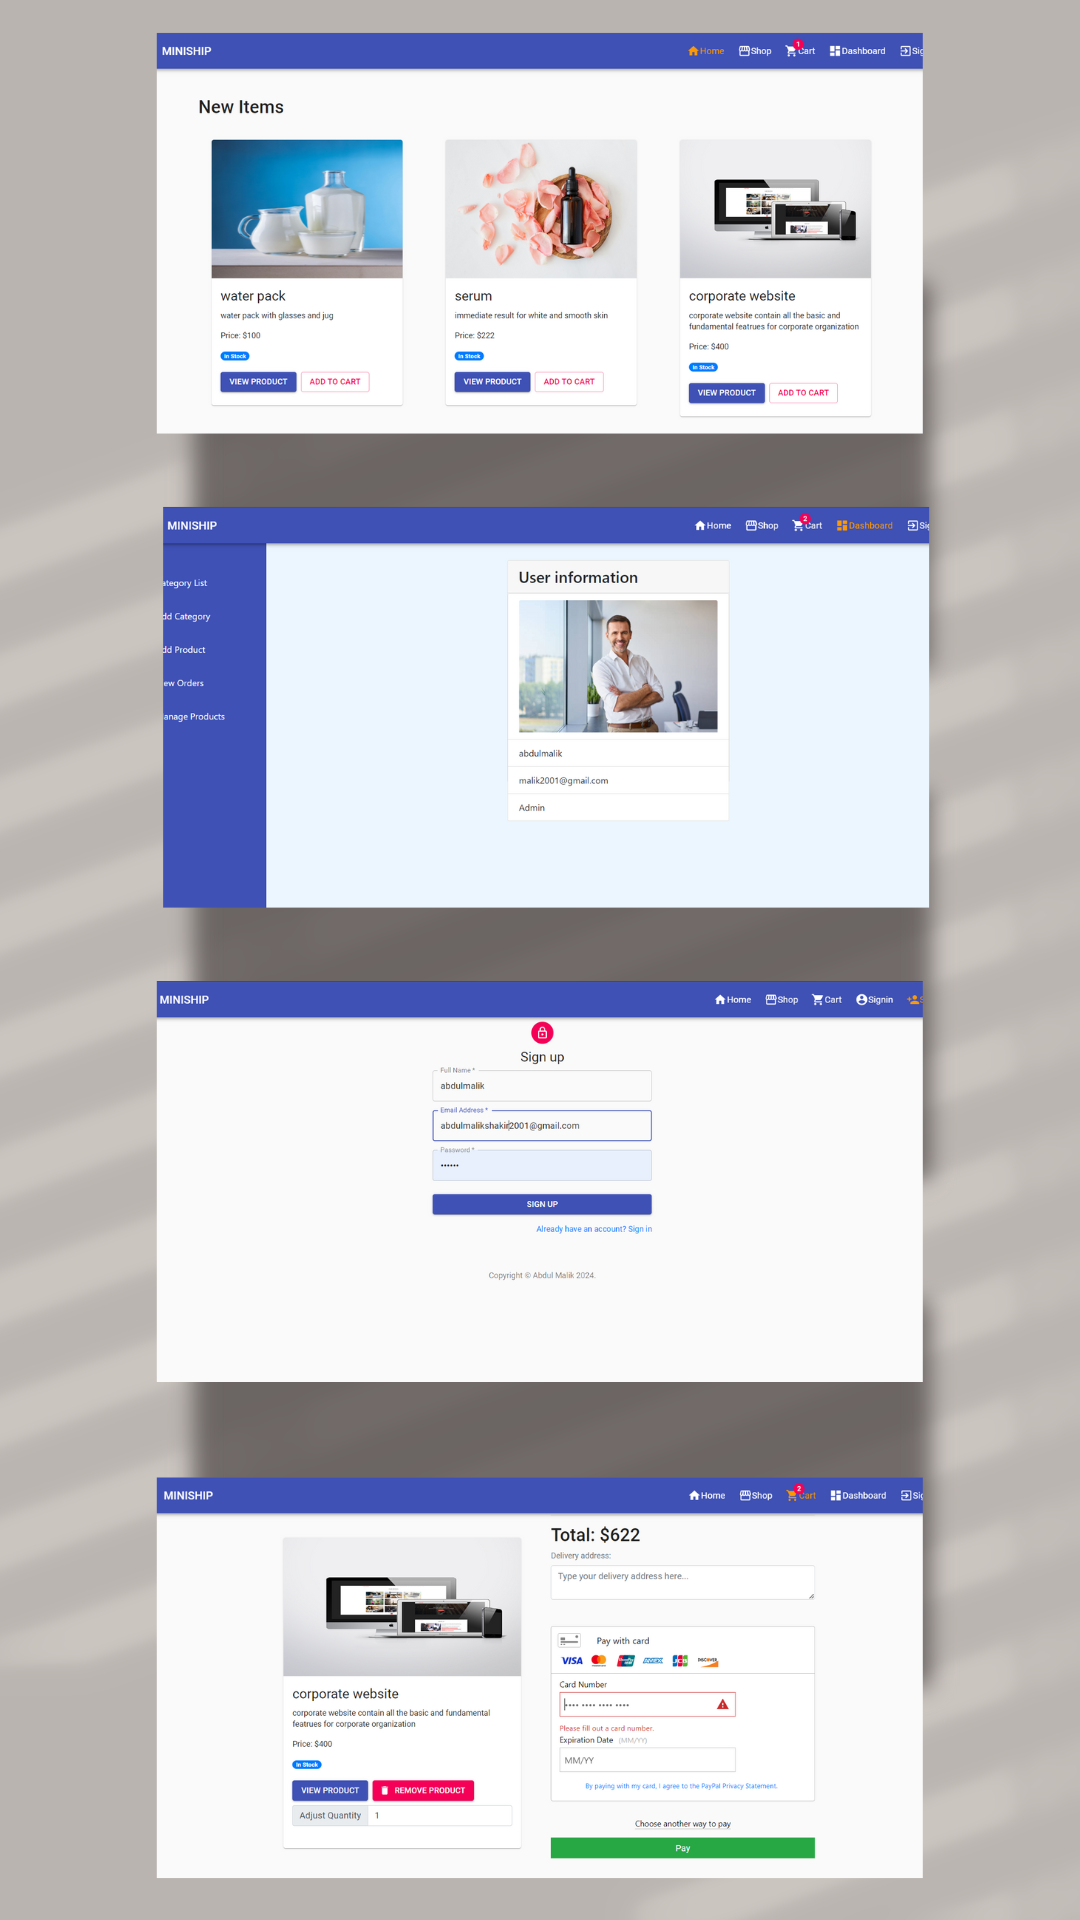 MINISHIP
Home Shop 1 Cart Dashboard Sig
New Items
water pack
water pack with glasses and jug
Price: $100
In Stock
VIEW PRODUCT ADD TO CART
serum
immediate result for white and smooth skin
Price: $222
In Stock
VIEW PRODUCT ADD TO CART
corporate website
corporate website contain all the basic and
fundamental featrues for corporate organization
Price: $400
In Stock
VIEW PRODUCT ADD TO CART
MINISHIP
Home Shop 2 Cart Dashboard Sig
ategory List
dd Category
dd Product
ew Orders
anage Products
User information
abdulmalik
malik2001@gmail.com
Admin
MINISHIP
Home Shop Cart Signin
Sign up
Full Name *
abdulmalik
Email Address *
abdulmalikshakir2001@gmail.com
Password *
••••••
SIGN UP
Already have an account? Sign in
Copyright © Abdul Malik 2024.
MINISHIP
Home Shop 2 Cart Dashboard Sig
corporate website
corporate website contain all the basic and fundamental
featrues for corporate organization
Price: $400
In Stock
VIEW PRODUCT REMOVE PRODUCT
Adjust Quantity 1
Total: $622
Delivery address:
Type your delivery address here...
Pay with card
VISA AMEX JCB DISCOVER
Card Number
•••• •••• •••• ••••
Please fill out a card number.
Expiration Date (MM/YY)
MM/YY
By paying with my card, I agree to the PayPal Privacy Statement.
Choose another way to pay
Pay